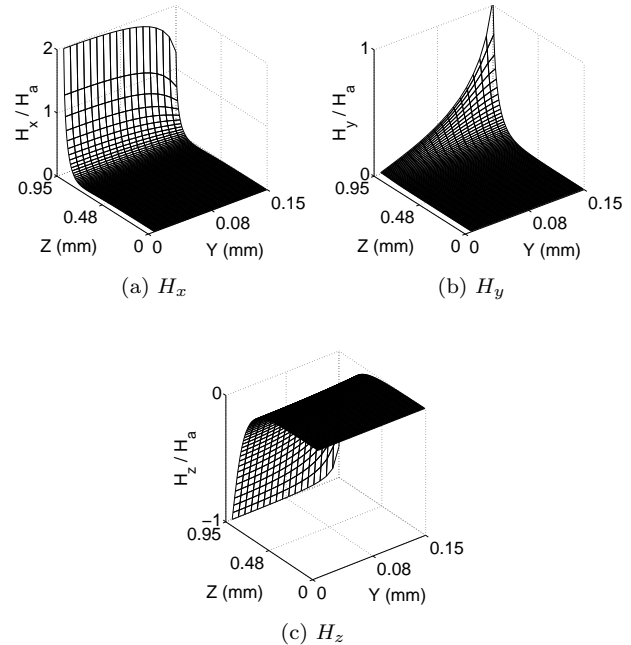 2
1
0
H_x / H_a
0.95
0.48
0
Z (mm)
0
0.08
0.15
Y (mm)
(a) H_x
1
0
H_y / H_a
0.95
0.48
0
Z (mm)
0
0.08
0.15
Y (mm)
(b) H_y
0
−1
H_z / H_a
0.95
0.48
0
Z (mm)
0
0.08
0.15
Y (mm)
(c) H_z